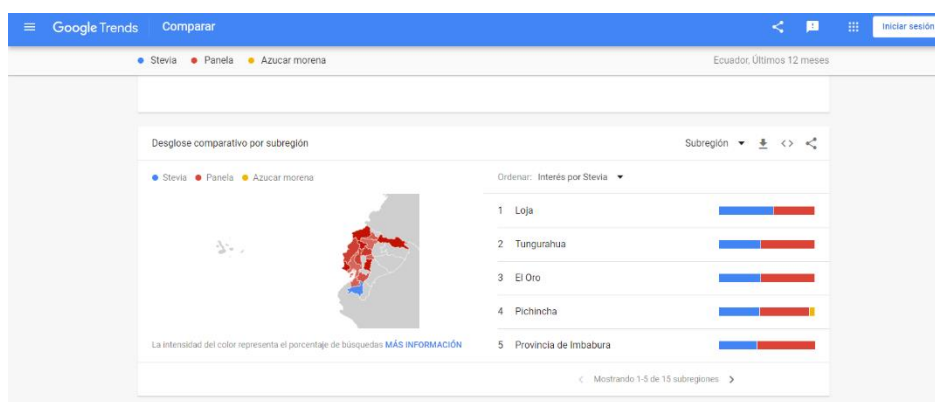 Google Trends Comparar
Iniciar sesión
Stevia Panela Azucar morena
Ecuador, Últimos 12 meses
Desglose comparativo por subregión
Subregión
Stevia Panela Azucar morena
Ordenar: Interés por Stevia
1 Loja
2 Tungurahua
3 El Oro
4 Pichincha
5 Provincia de Imbabura
La intensidad del color representa el porcentaje de búsquedas MÁS INFORMACIÓN
Mostrando 1-5 de 15 subregiones